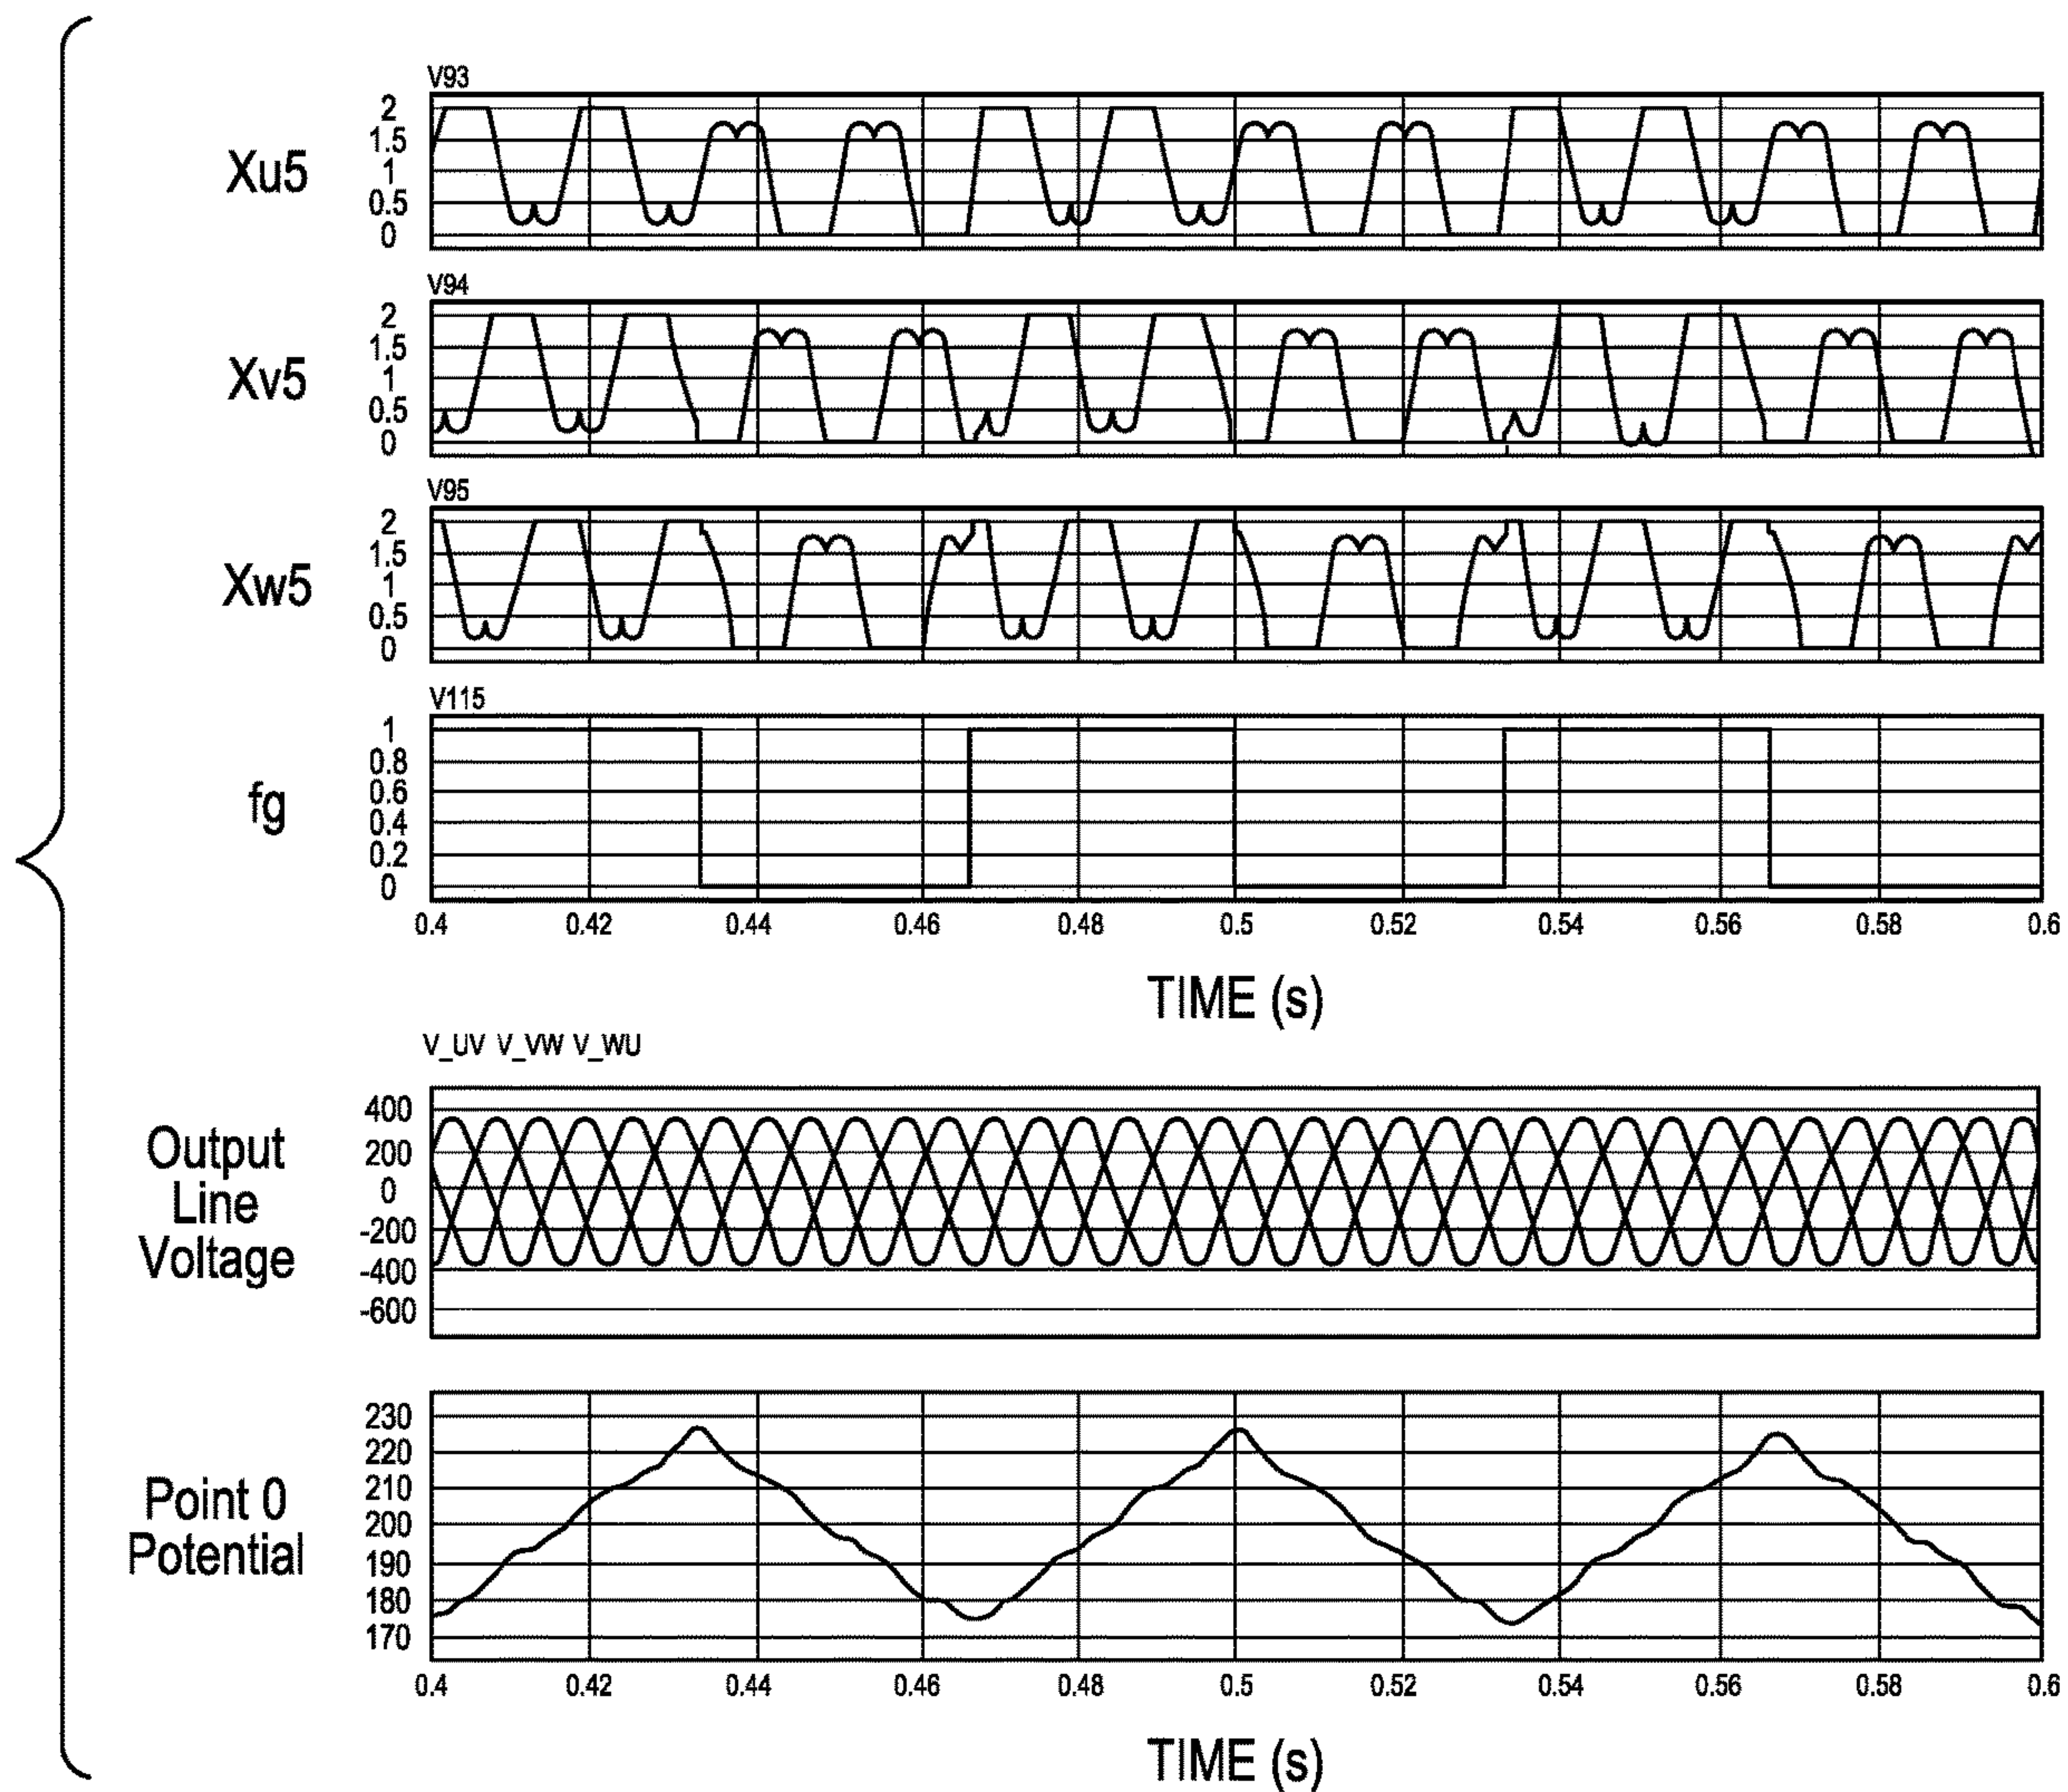 V93
Xu5
2
1.5
1
0.5
0
V94
Xv5
2
1.5
1
0.5
0
V95
Xw5
2
1.5
1
0.5
0
V115
fg
1
0.8
0.6
0.4
0.2
0
0.4 0.42 0.44 0.46 0.48 0.5 0.52 0.54 0.56 0.58 0.6
TIME (s)
V_UV V_VW V_WU
Output
Line
Voltage
400
200
0
-200
-400
-600
Point 0
Potential
230
220
210
200
190
180
170
0.4 0.42 0.44 0.46 0.48 0.5 0.52 0.54 0.56 0.58 0.6
TIME (s)